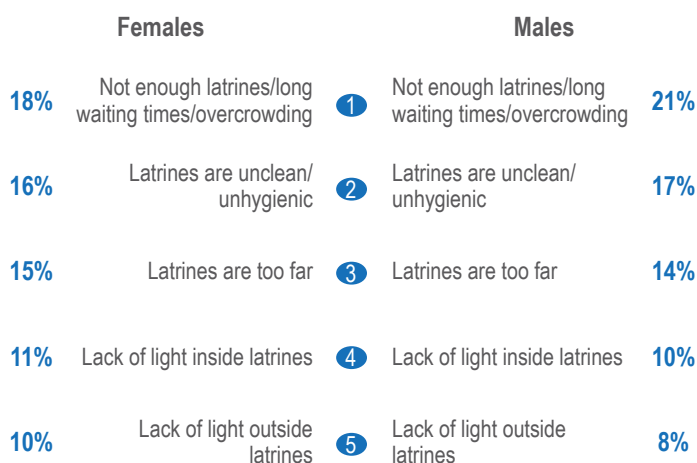 Females Males
18% Not enough latrines/long waiting times/overcrowding 1 Not enough latrines/long waiting times/overcrowding 21%
16% Latrines are unclean/ unhygienic 2 Latrines are unclean/ unhygienic 17%
15% Latrines are too far 3 Latrines are too far 14%
11% Lack of light inside latrines 4 Lack of light inside latrines 10%
10% Lack of light outside latrines 5 Lack of light outside latrines 8%